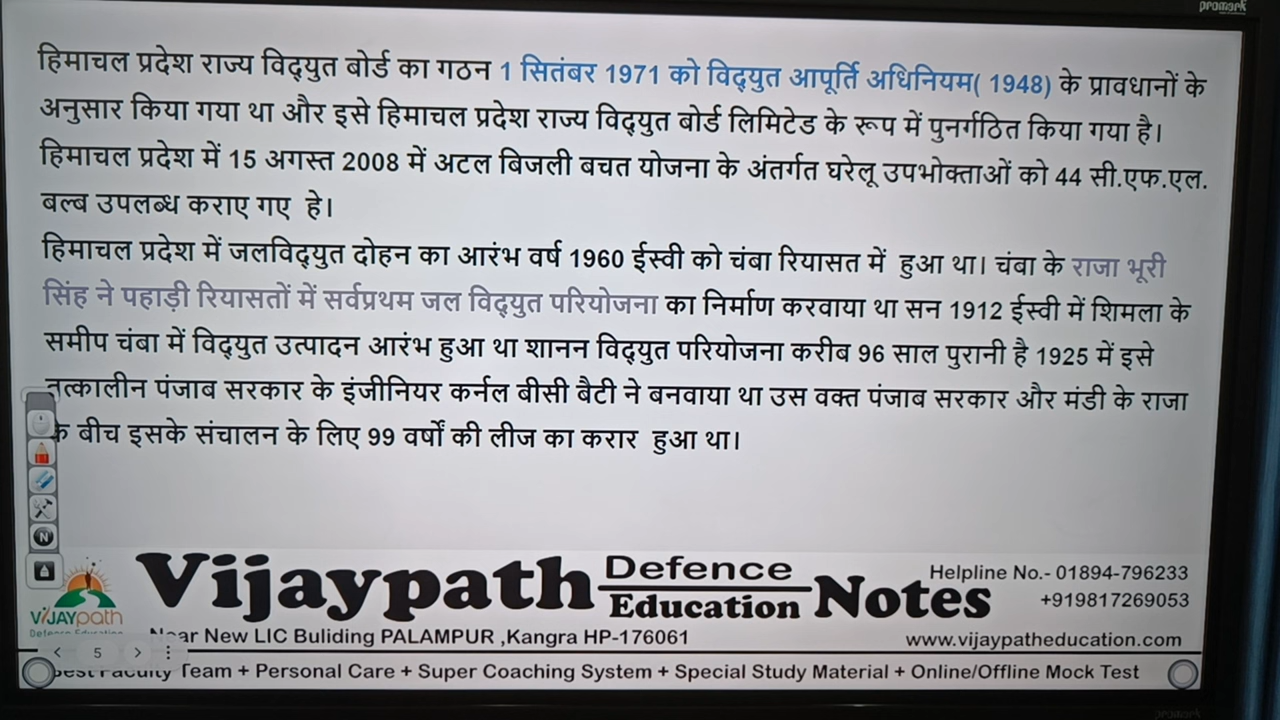 promark
हिमाचल प्रदेश राज्य विद्युत बोर्ड का गठन 1 सितंबर 1971 को विद्युत आपूर्ति अधिनियम( 1948) के प्रावधानों के
अनुसार किया गया था और इसे हिमाचल प्रदेश राज्य विद्युत बोर्ड लिमिटेड के रूप में पुनर्गठित किया गया है।
हिमाचल प्रदेश में 15 अगस्त 2008 में अटल बिजली बचत योजना के अंतर्गत घरेलू उपभोक्ताओं को 44 सी.एफ.एल.
बल्ब उपलब्ध कराए गए हे।
हिमाचल प्रदेश में जलविद्युत दोहन का आरंभ वर्ष 1960 ईस्वी को चंबा रियासत में हुआ था। चंबा के राजा भूरी
सिंह ने पहाड़ी रियासतों में सर्वप्रथम जल विद्युत परियोजना का निर्माण करवाया था सन 1912 ईस्वी में शिमला के
समीप चंबा में विद्युत उत्पादन आरंभ हुआ था शानन विद्युत परियोजना करीब 96 साल पुरानी है 1925 में इसे
तत्कालीन पंजाब सरकार के इंजीनियर कर्नल बीसी बैटी ने बनवाया था उस वक्त पंजाब सरकार और मंडी के राजा
के बीच इसके संचालन के लिए 99 वर्षों की लीज का करार हुआ था।
N
Vijaypath Defence Education Notes
Helpline No.- 01894-796233
+919817269053
ViJAYpath
Defence Education
Near New LIC Buliding PALAMPUR ,Kangra HP-176061
www.vijaypatheducation.com
< 5 >
Best Faculty Team + Personal Care + Super Coaching System + Special Study Material + Online/Offline Mock Test